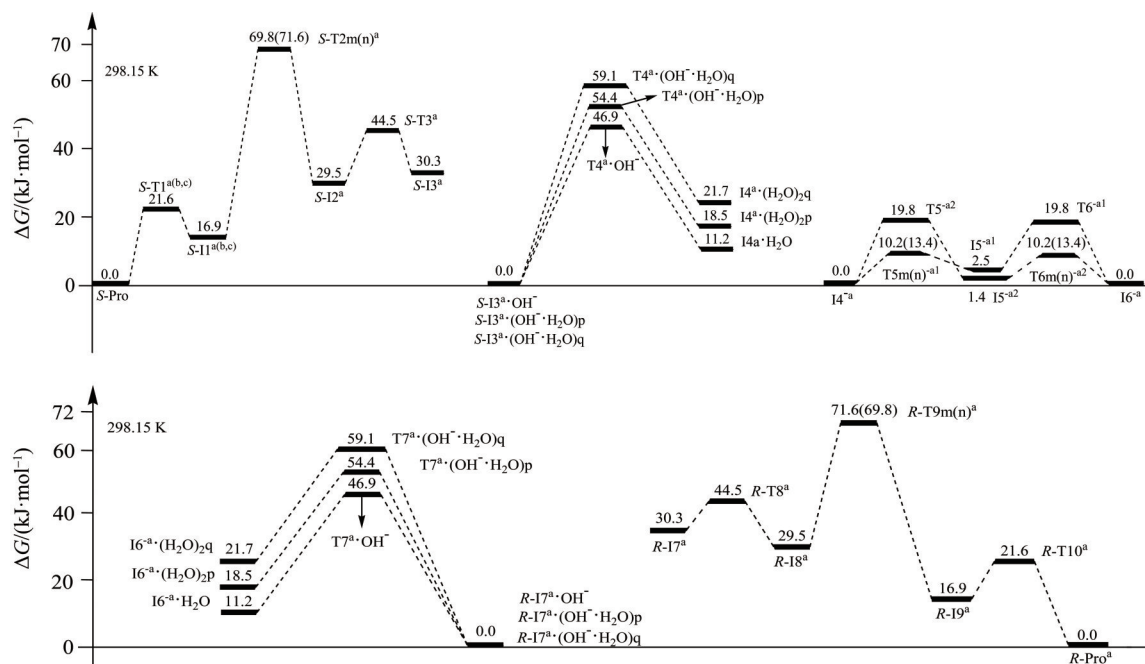 298.15 K
ΔG/(kJ·mol⁻¹)
70
60
40
20
0
0.0
S-Pro
S-T1ᵃ⁽ᵇ,ᶜ⁾
21.6
16.9
S-I1ᵃ⁽ᵇ,ᶜ⁾
69.8(71.6) S-T2m(n)ᵃ
29.5
S-I2ᵃ
44.5 S-T3ᵃ
30.3
S-I3ᵃ
0.0
S-I3ᵃ·OH⁻
S-I3ᵃ·(OH⁻·H₂O)p
S-I3ᵃ·(OH⁻·H₂O)q
59.1 T4ᵃ·(OH⁻·H₂O)q
54.4 T4ᵃ·(OH⁻·H₂O)p
46.9
T4ᵃ·OH⁻
21.7 I4ᵃ·(H₂O)₂q
18.5 I4ᵃ·(H₂O)₂p
11.2 I4a·H₂O
0.0
I4⁻ᵃ
19.8 T5⁻ᵃ²
10.2(13.4)
T5m(n)⁻ᵃ¹
I5⁻ᵃ¹
2.5
1.4 I5⁻ᵃ²
19.8 T6⁻ᵃ¹
10.2(13.4)
T6m(n)⁻ᵃ²
0.0
I6⁻ᵃ
298.15 K
ΔG/(kJ·mol⁻¹)
72
60
40
20
0
I6⁻ᵃ·(H₂O)₂q 21.7
I6⁻ᵃ·(H₂O)₂p 18.5
I6⁻ᵃ·H₂O 11.2
59.1 T7ᵃ·(OH⁻·H₂O)q
54.4 T7ᵃ·(OH⁻·H₂O)p
46.9
T7ᵃ·OH⁻
0.0
R-I7ᵃ·OH⁻
R-I7ᵃ·(OH⁻·H₂O)p
R-I7ᵃ·(OH⁻·H₂O)q
30.3
R-I7ᵃ
44.5 R-T8ᵃ
29.5
R-I8ᵃ
71.6(69.8) R-T9m(n)ᵃ
16.9
R-I9ᵃ
21.6 R-T10ᵃ
0.0
R-Proᵃ